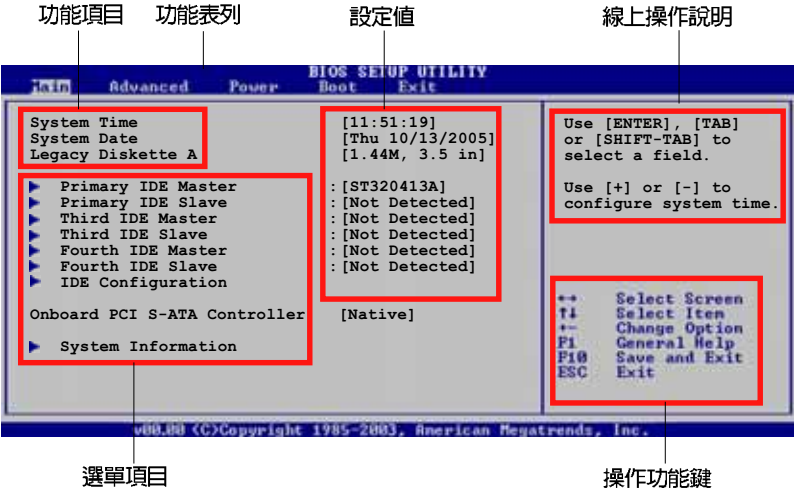 功能項目 功能表列 設定值 線上操作說明
BIOS SETUP UTILITY
Main Advanced Power Boot Exit
System Time [11:51:19]
System Date [Thu 10/13/2005]
Legacy Diskette A [1.44M, 3.5 in]
Primary IDE Master :[ST320413A]
Primary IDE Slave :[Not Detected]
Third IDE Master :[Not Detected]
Third IDE Slave :[Not Detected]
Fourth IDE Master :[Not Detected]
Fourth IDE Slave :[Not Detected]
IDE Configuration
Onboard PCI S-ATA Controller [Native]
System Information
Use [ENTER], [TAB]
or [SHIFT-TAB] to
select a field.
Use [+] or [-] to
configure system time.
←→ Select Screen
↑↓ Select Item
+- Change Option
F1 General Help
F10 Save and Exit
ESC Exit
v00.00 (C)Copyright 1985-2003, American Megatrends, Inc.
選單項目 操作功能鍵